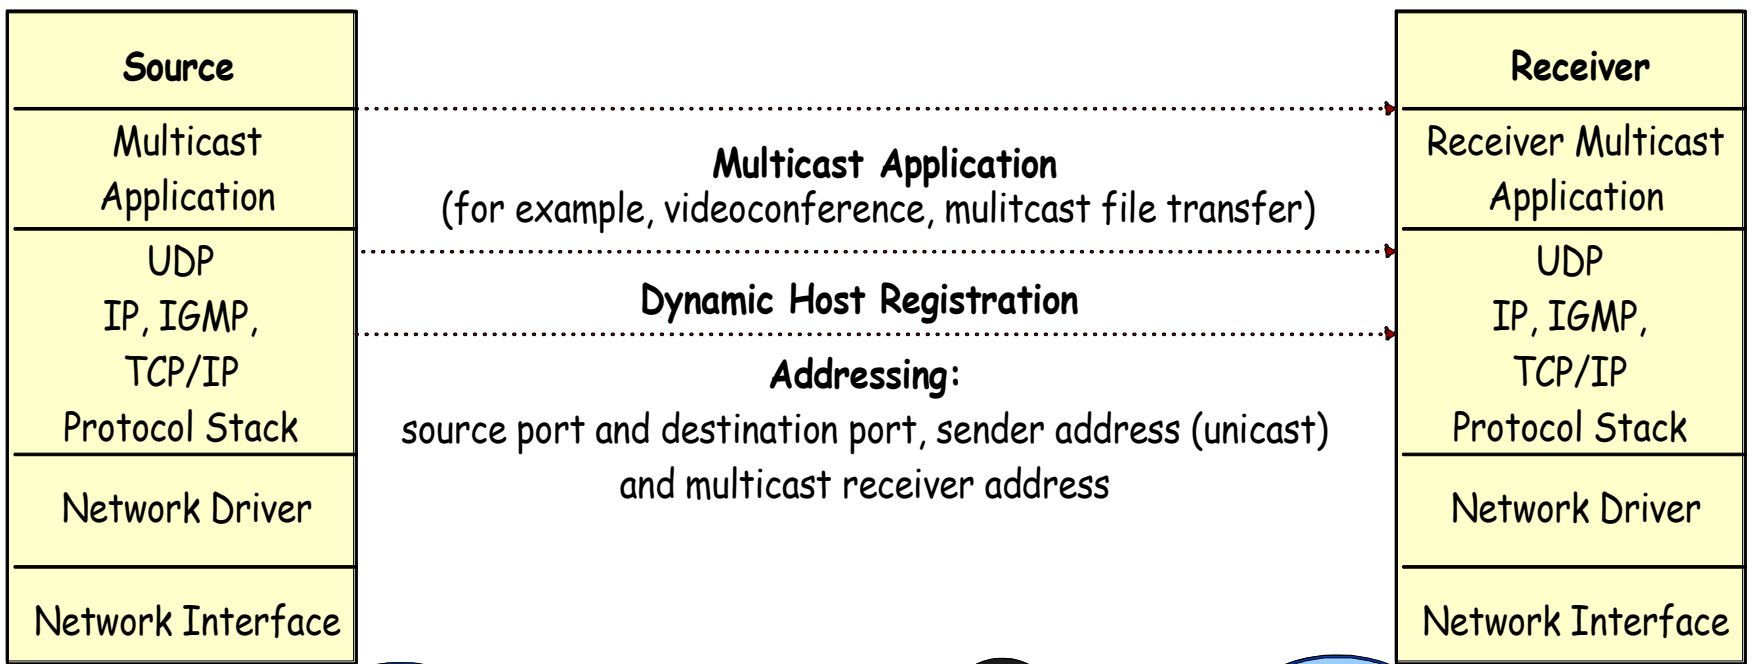 Source
Multicast
Application
UDP
IP, IGMP,
TCP/IP
Protocol Stack
Network Driver
Network Interface
Multicast Application
(for example, videoconference, mulitcast file transfer)
Dynamic Host Registration
Addressing:
source port and destination port, sender address (unicast)
and multicast receiver address
Receiver
Receiver Multicast
Application
UDP
IP, IGMP,
TCP/IP
Protocol Stack
Network Driver
Network Interface